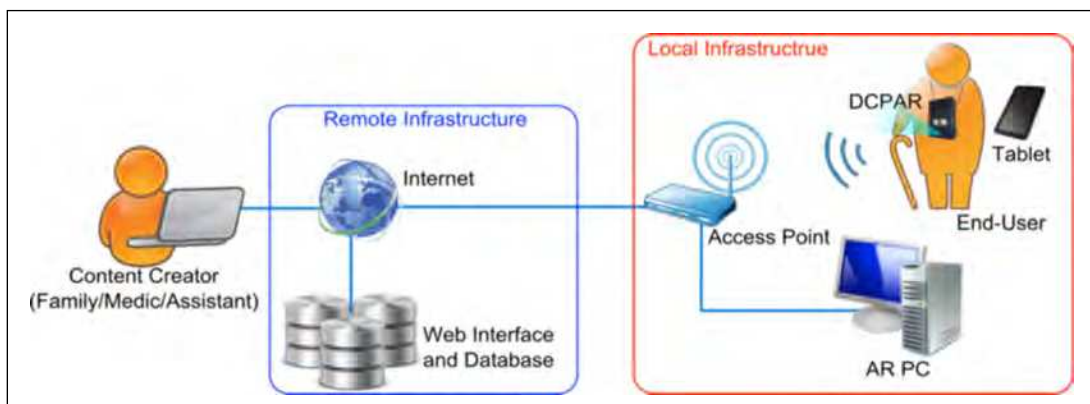 Local Infrastructrue
Remote Infrastructure
DCPAR
Tablet
Internet
End-User
Access Point
Content Creator
(Family/Medic/Assistant)
Web Interface
and Database
AR PC